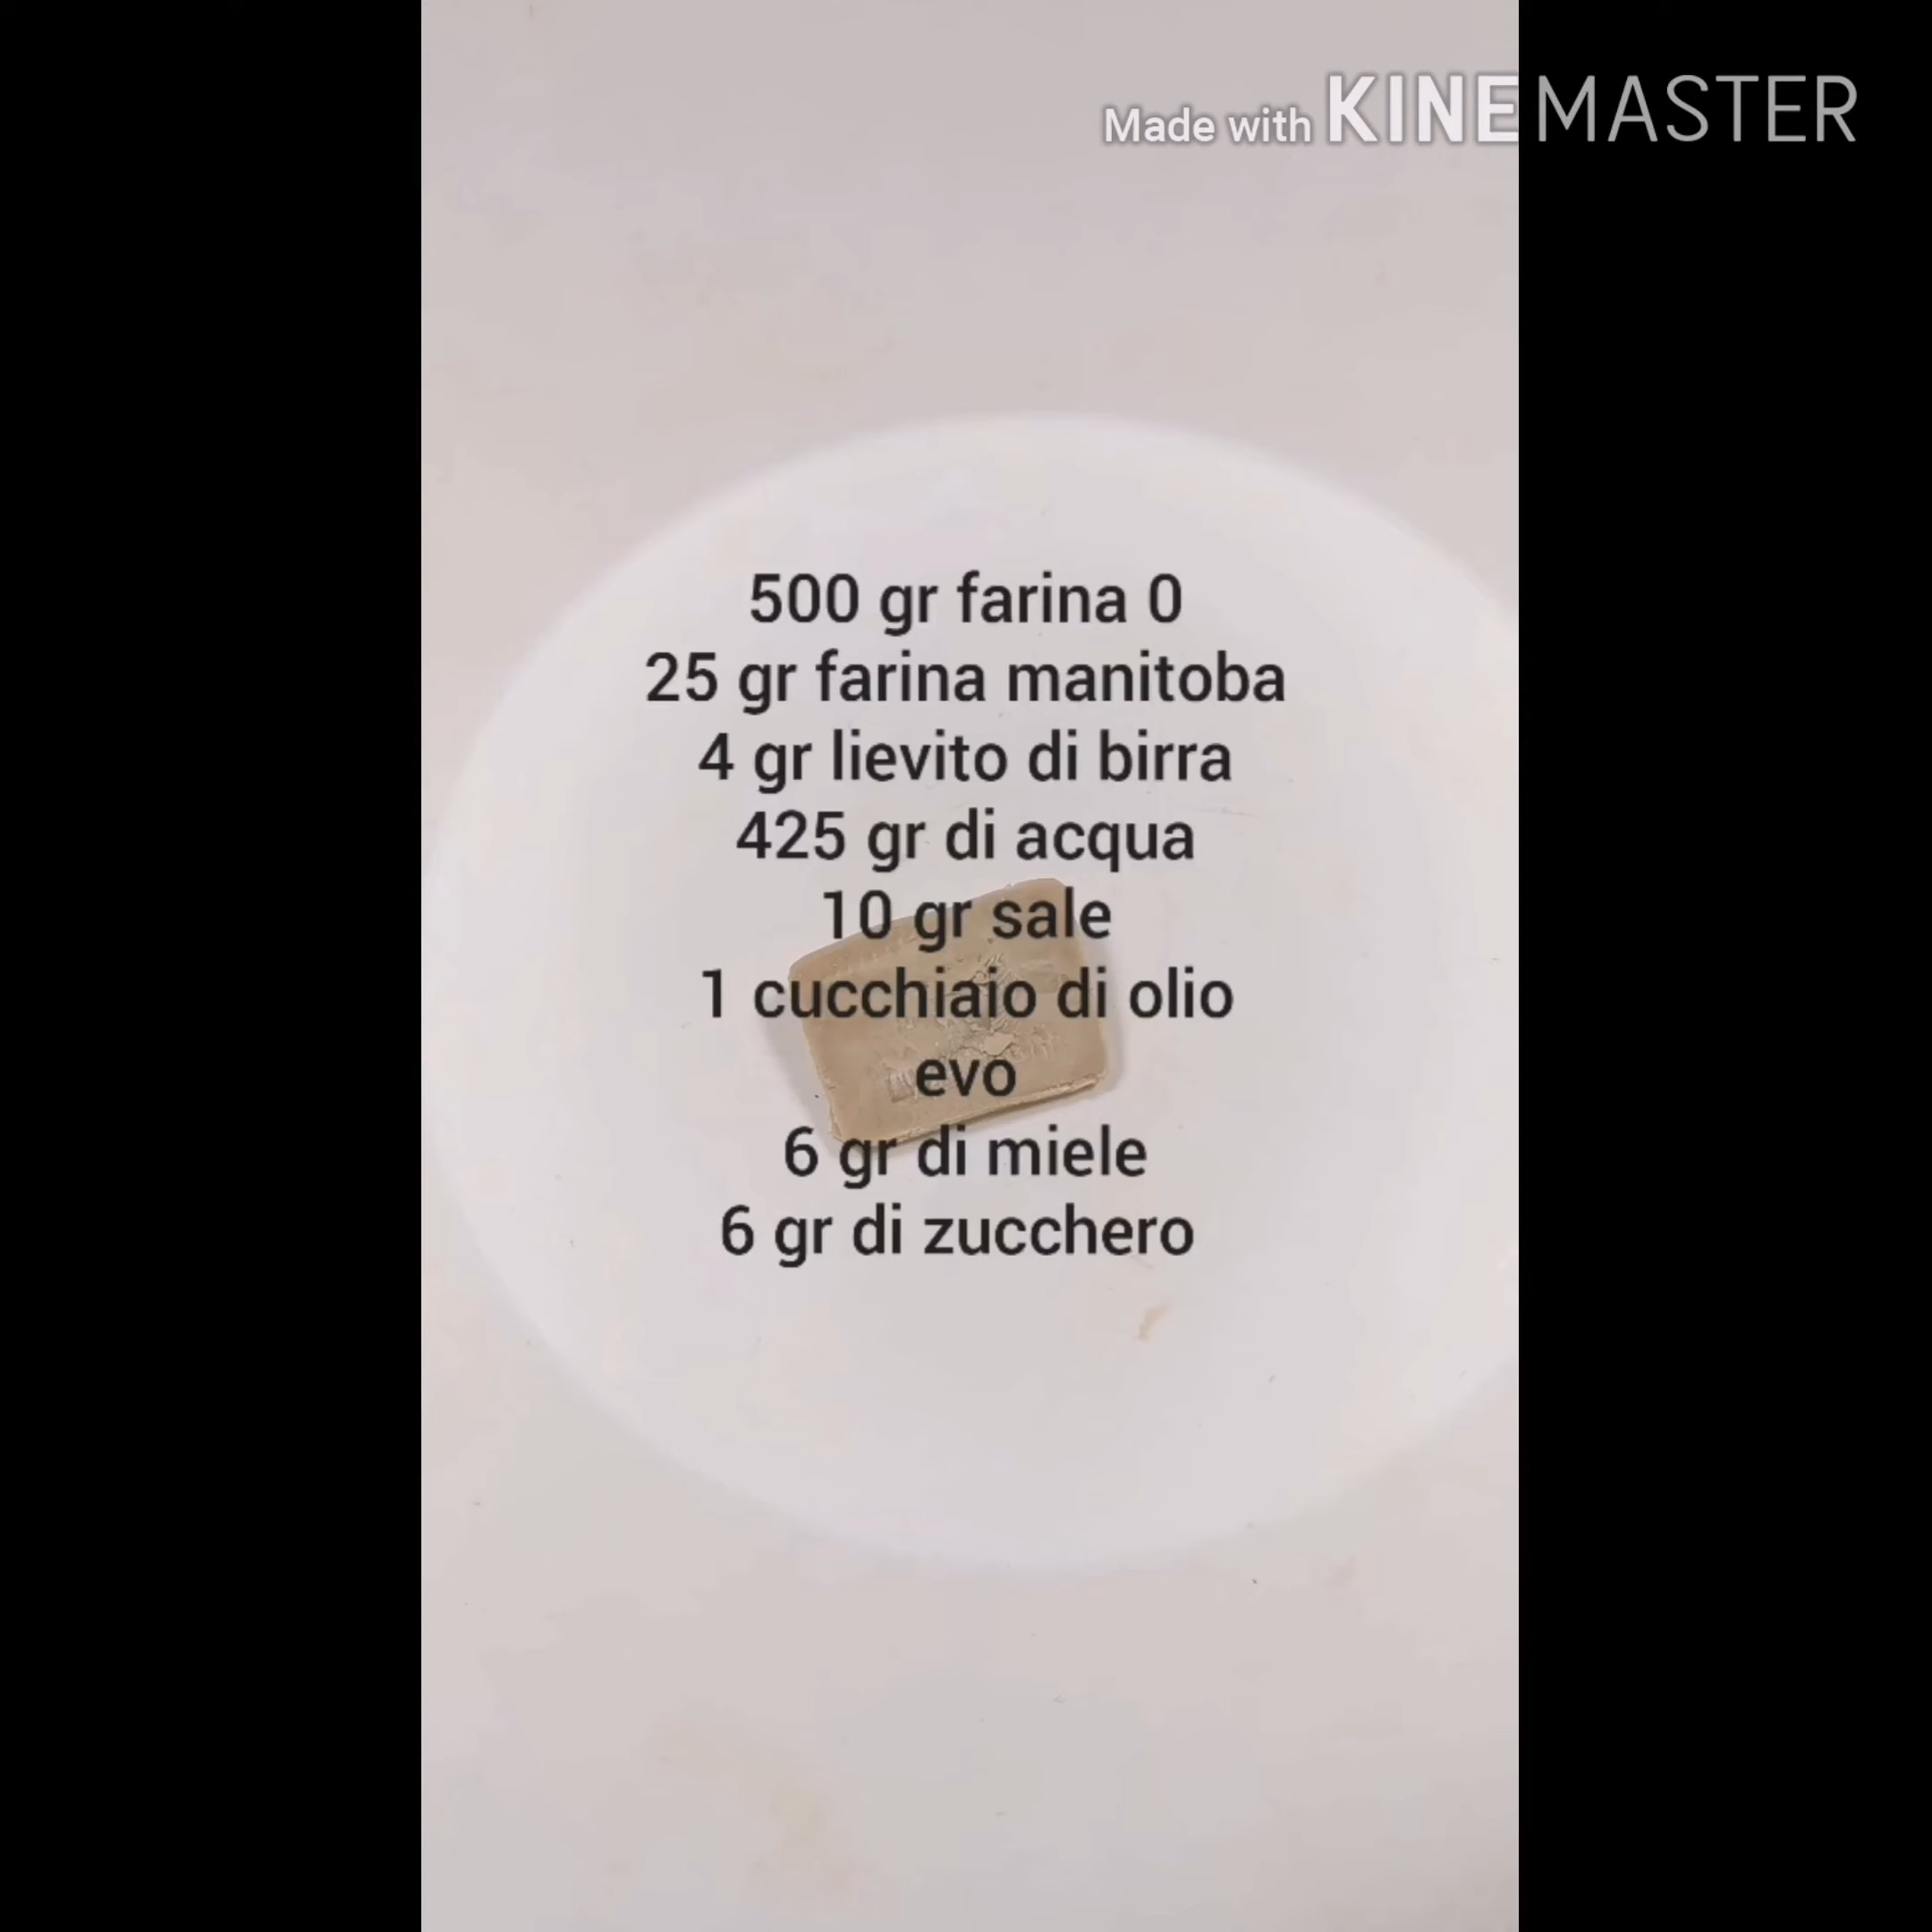 Made with KINEMASTER
500 gr farina 0
25 gr farina manitoba
4 gr lievito di birra
425 gr di acqua
10 gr sale
1 cucchiaio di olio
evo
6 gr di miele
6 gr di zucchero